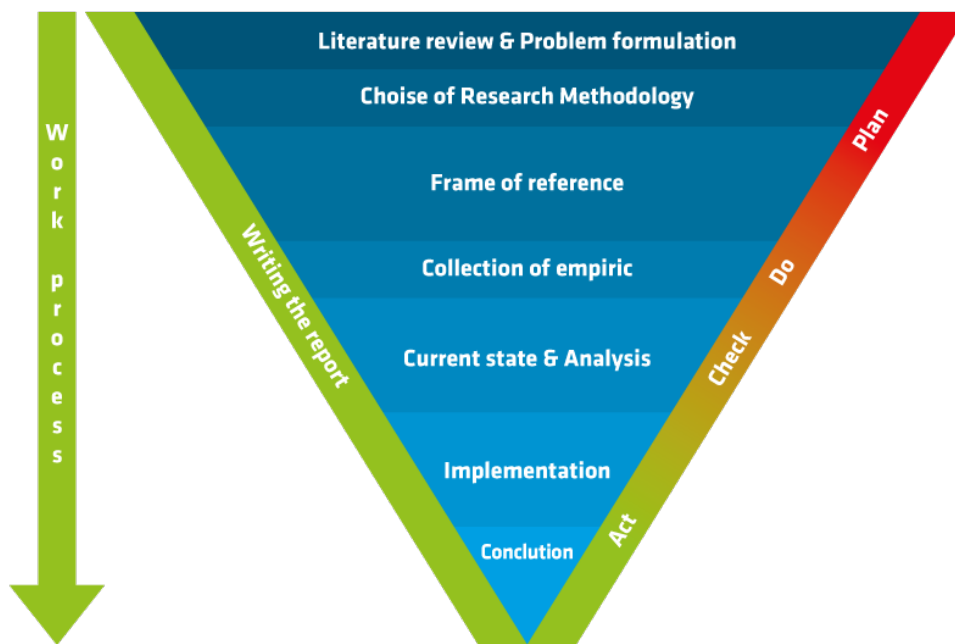 Literature review & Problem formulation
Choise of Research Methodology
Frame of reference
Collection of empiric
Current state & Analysis
Implementation
Conclution
Work process
Writing the report
Plan
Do
Check
Act